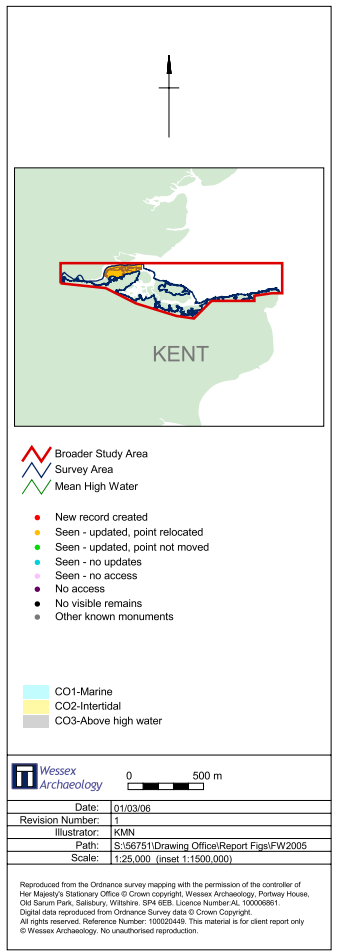 KENT
Broader Study Area
Survey Area
Mean High Water
New record created
Seen - updated, point relocated
Seen - updated, point not moved
Seen - no updates
Seen - no access
No access
No visible remains
Other known monuments
CO1-Marine
CO2-Intertidal
CO3-Above high water
Wessex
Archaeology
0 500 m
Date: 01/03/06
Revision Number: 1
Illustrator: KMN
Path: S:\56751\Drawing Office\Report Figs\FW2005
Scale: 1:25,000 (inset 1:1500,000)
Reproduced from the Ordnance survey mapping with the permission of the controller of
Her Majesty's Stationary Office © Crown copyright, Wessex Archaeology, Portway House,
Old Sarum Park, Salisbury, Wiltshire. SP4 6EB. Licence Number:AL 100006861.
Digital data reproduced from Ordnance Survey data © Crown Copyright.
All rights reserved. Reference Number: 100020449. This material is for client report only
© Wessex Archaeology. No unauthorised reproduction.